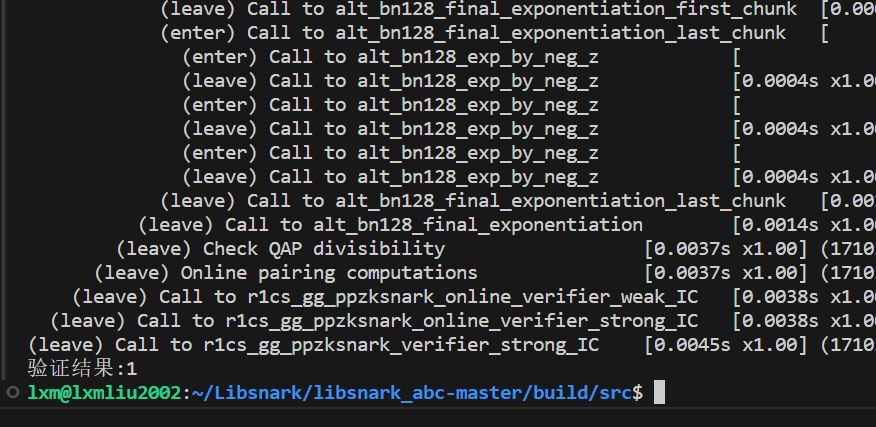 (leave) Call to alt_bn128_final_exponentiation_first_chunk [0.00
(enter) Call to alt_bn128_final_exponentiation_last_chunk [
(enter) Call to alt_bn128_exp_by_neg_z [
(leave) Call to alt_bn128_exp_by_neg_z [0.0004s x1.00
(enter) Call to alt_bn128_exp_by_neg_z [
(leave) Call to alt_bn128_exp_by_neg_z [0.0004s x1.00
(enter) Call to alt_bn128_exp_by_neg_z [
(leave) Call to alt_bn128_exp_by_neg_z [0.0004s x1.00
(leave) Call to alt_bn128_final_exponentiation_last_chunk [0.00
(leave) Call to alt_bn128_final_exponentiation [0.0014s x1.00
(leave) Check QAP divisibility [0.0037s x1.00] (1710
(leave) Online pairing computations [0.0037s x1.00] (1710
(leave) Call to r1cs_gg_ppzksnark_online_verifier_weak_IC [0.0038s x1.00
(leave) Call to r1cs_gg_ppzksnark_online_verifier_strong_IC [0.0038s x1.00
(leave) Call to r1cs_gg_ppzksnark_verifier_strong_IC [0.0045s x1.00] (1710
验证结果:1
lxm@lxmliu2002:~/Libsnark/libsnark_abc-master/build/src$